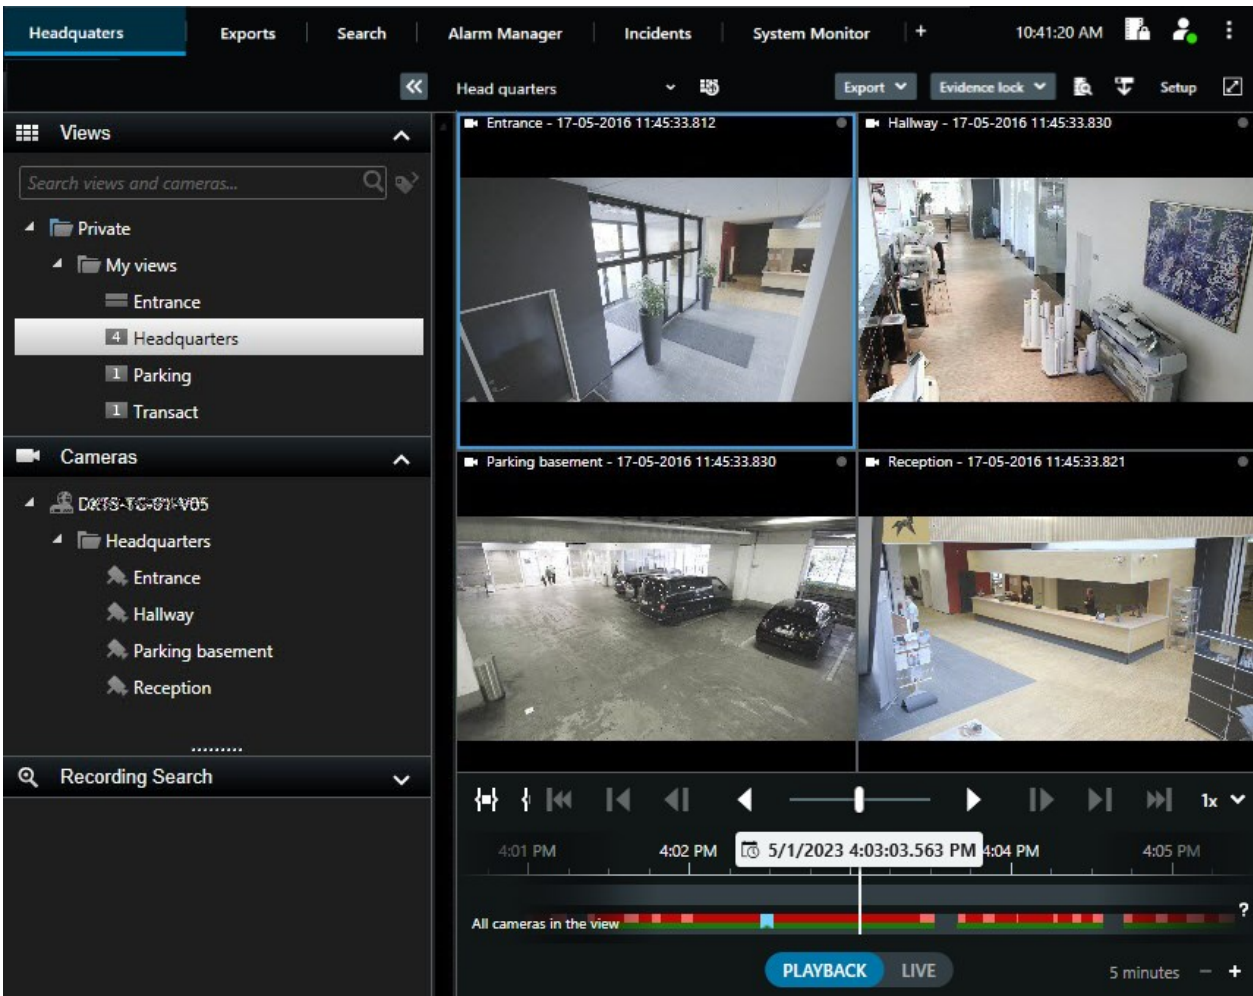 Headquaters Exports Search Alarm Manager Incidents System Monitor + 10:41:20 AM
Head quarters Export Evidence lock Setup
Views
Search views and cameras...
Private
My views
Entrance
4 Headquarters
1 Parking
1 Transact
Cameras
Headquarters
Entrance
Hallway
Parking basement
Reception
Recording Search
Entrance - 17-05-2016 11:45:33.812
Hallway - 17-05-2016 11:45:33.830
Parking basement - 17-05-2016 11:45:33.830
Reception - 17-05-2016 11:45:33.821
1x
4:01 PM 4:02 PM 5/1/2023 4:03:03.563 PM 4:04 PM 4:05 PM
All cameras in the view ?
PLAYBACK LIVE 5 minutes − +